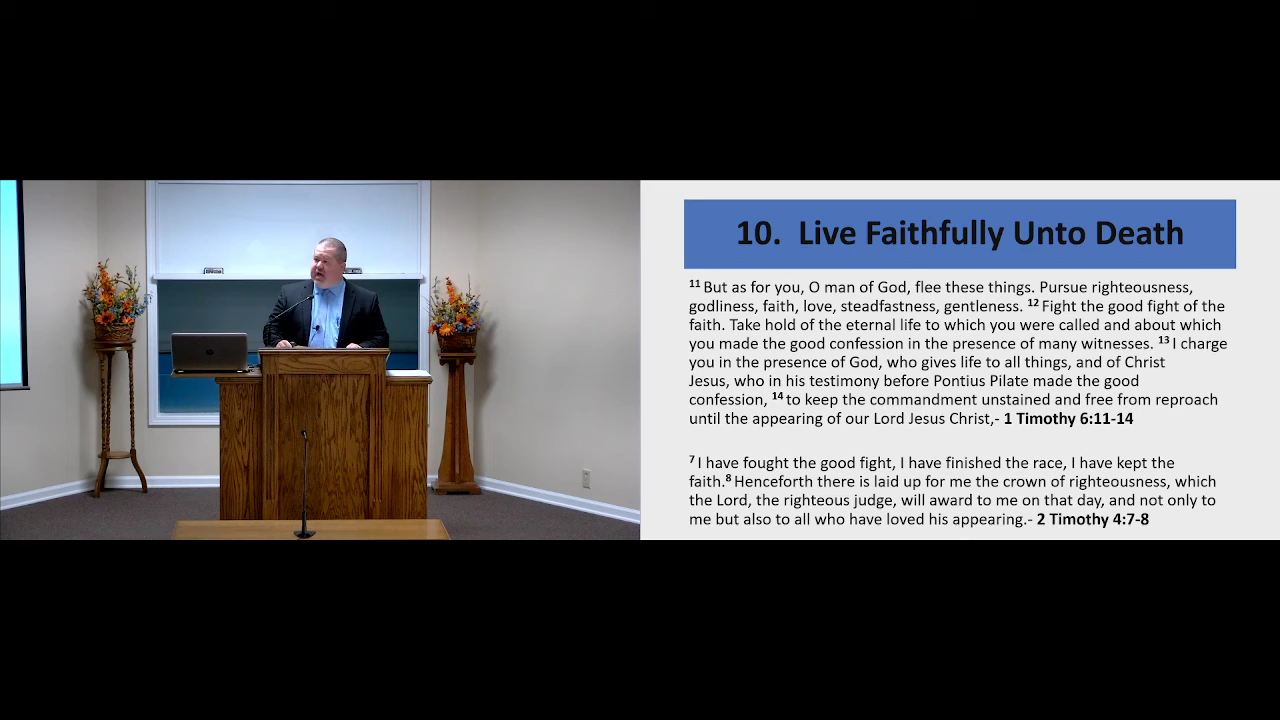 10. Live Faithfully Unto Death
11 But as for you, O man of God, flee these things. Pursue righteousness,
godliness, faith, love, steadfastness, gentleness. 12 Fight the good fight of the
faith. Take hold of the eternal life to which you were called and about which
you made the good confession in the presence of many witnesses. 13 I charge
you in the presence of God, who gives life to all things, and of Christ
Jesus, who in his testimony before Pontius Pilate made the good
confession, 14 to keep the commandment unstained and free from reproach
until the appearing of our Lord Jesus Christ,- 1 Timothy 6:11-14
7 I have fought the good fight, I have finished the race, I have kept the
faith.8 Henceforth there is laid up for me the crown of righteousness, which
the Lord, the righteous judge, will award to me on that day, and not only to
me but also to all who have loved his appearing.- 2 Timothy 4:7-8